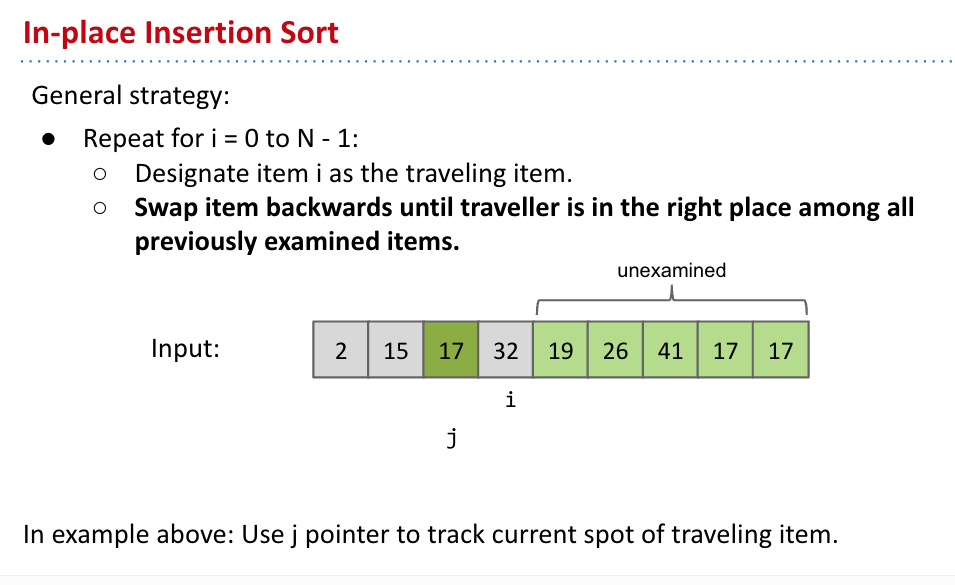 In-place Insertion Sort
General strategy:
● Repeat for i = 0 to N - 1:
○ Designate item i as the traveling item.
○ Swap item backwards until traveller is in the right place among all
previously examined items.
unexamined
Input: 2 15 17 32 19 26 41 17 17
i
j
In example above: Use j pointer to track current spot of traveling item.